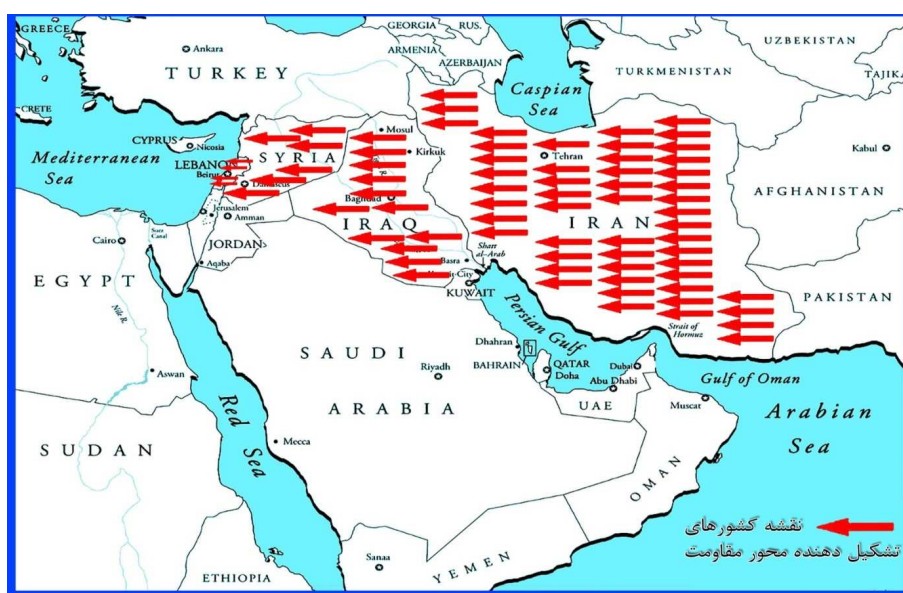 GEORGIA
RUS.
GREECE
Ankara
TURKEY
ARMENIA
AZERBAIJAN
UZBEKISTAN
TURKMENISTAN
TAJIKA
CRETE
Caspian
Sea
CYPRUS
Nicosia
Mosul
Kirkuk
Tehran
Kabul
Mediterranean
Sea
LEBANON
Beirut
SYRIA
Damascus
Baghdad
AFGHANISTAN
IRAN
Jerusalem
Amman
IRAQ
Suez
Canal
Cairo
JORDAN
Shatt
al-Arab
Basra
Aqaba
EGYPT
KUWAIT
PAKISTAN
Nile R.
Persian Gulf
Strait of
Hormuz
Dhahran
BAHRAIN
SAUDI
ARABIA
Riyadh
QATAR
Doha
Dubai
Abu Dhabi
UAE
Gulf of Oman
Muscat
Aswan
Red
Sea
Arabian
Sea
Mecca
SUDAN
OMAN
Sanaa
YEMEN
ETHIOPIA
نقشه کشورهای
تشکیل دهنده محور مقاومت